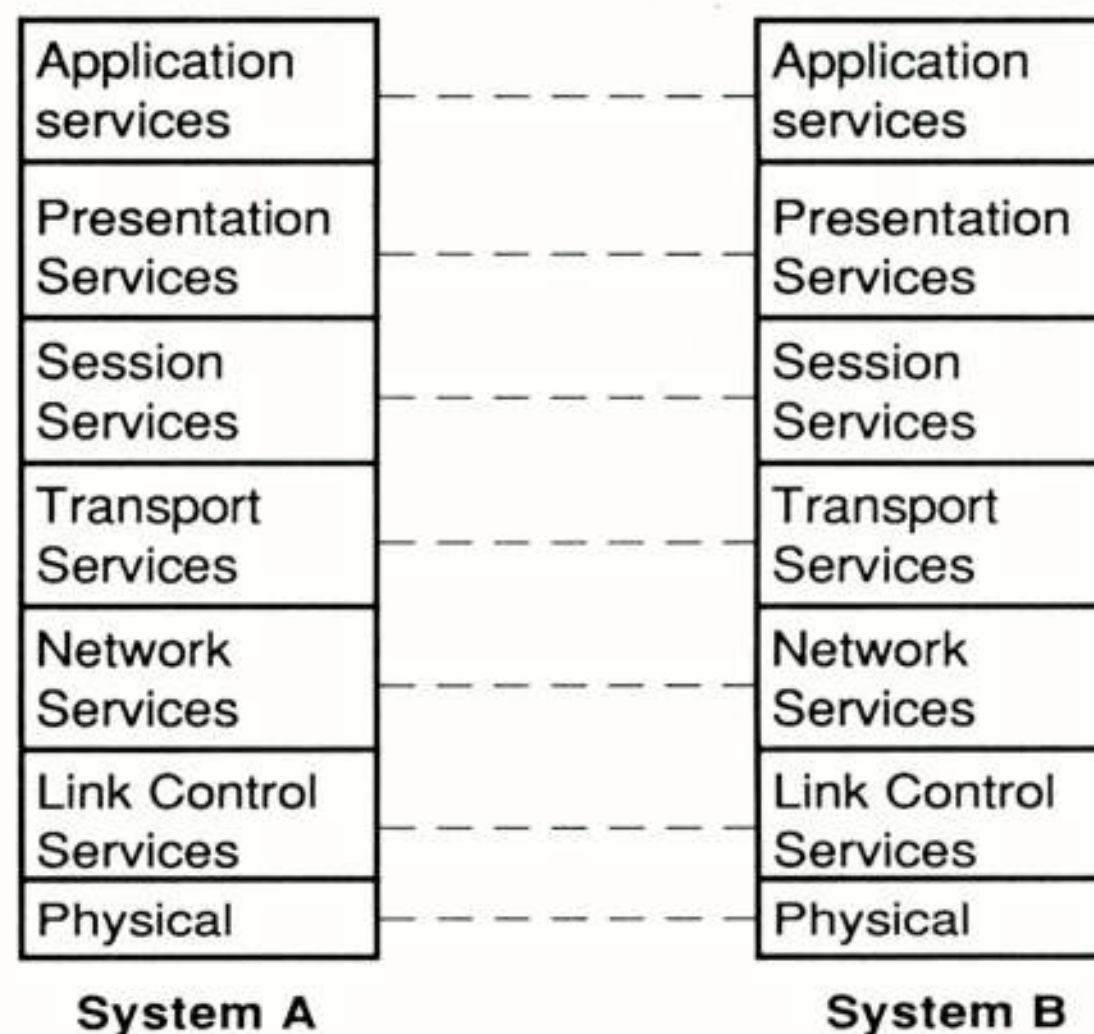 Application
services
Presentation
Services
Session
Services
Transport
Services
Network
Services
Link Control
Services
Physical
System A
Application
services
Presentation
Services
Session
Services
Transport
Services
Network
Services
Link Control
Services
Physical
System B